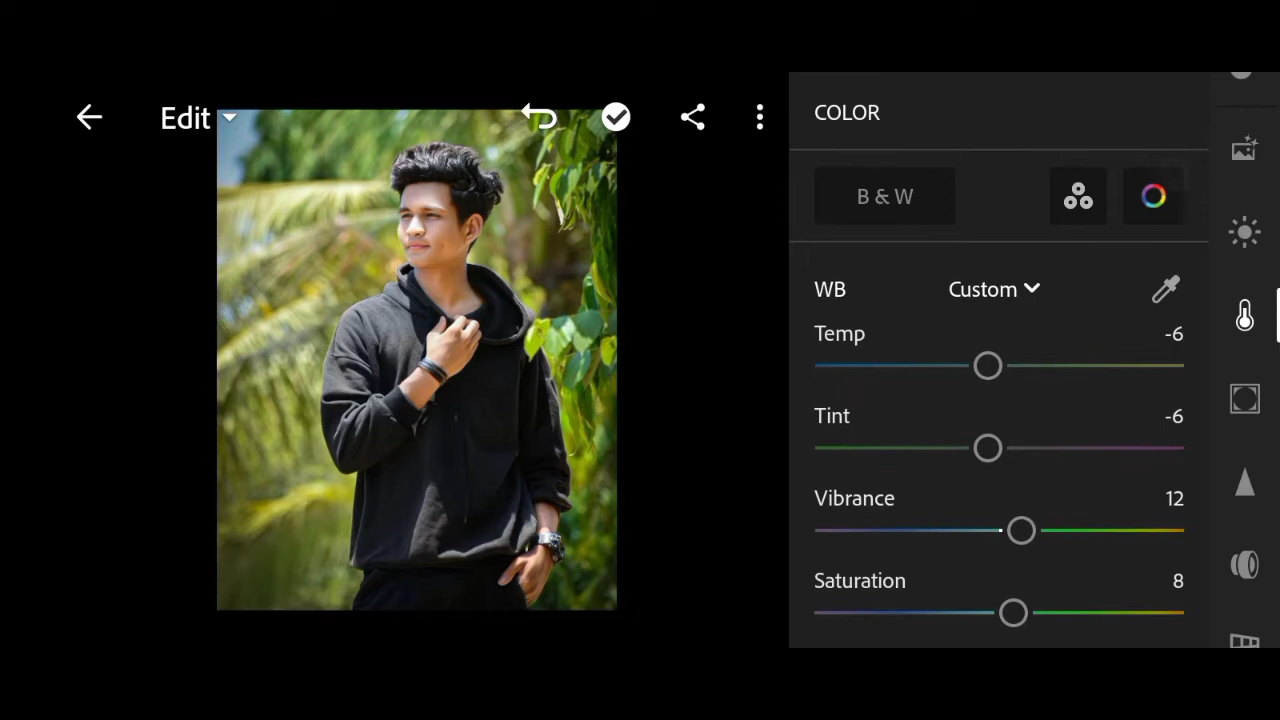 Edit
COLOR
B & W
WB Custom
Temp -6
Tint -6
Vibrance 12
Saturation 8